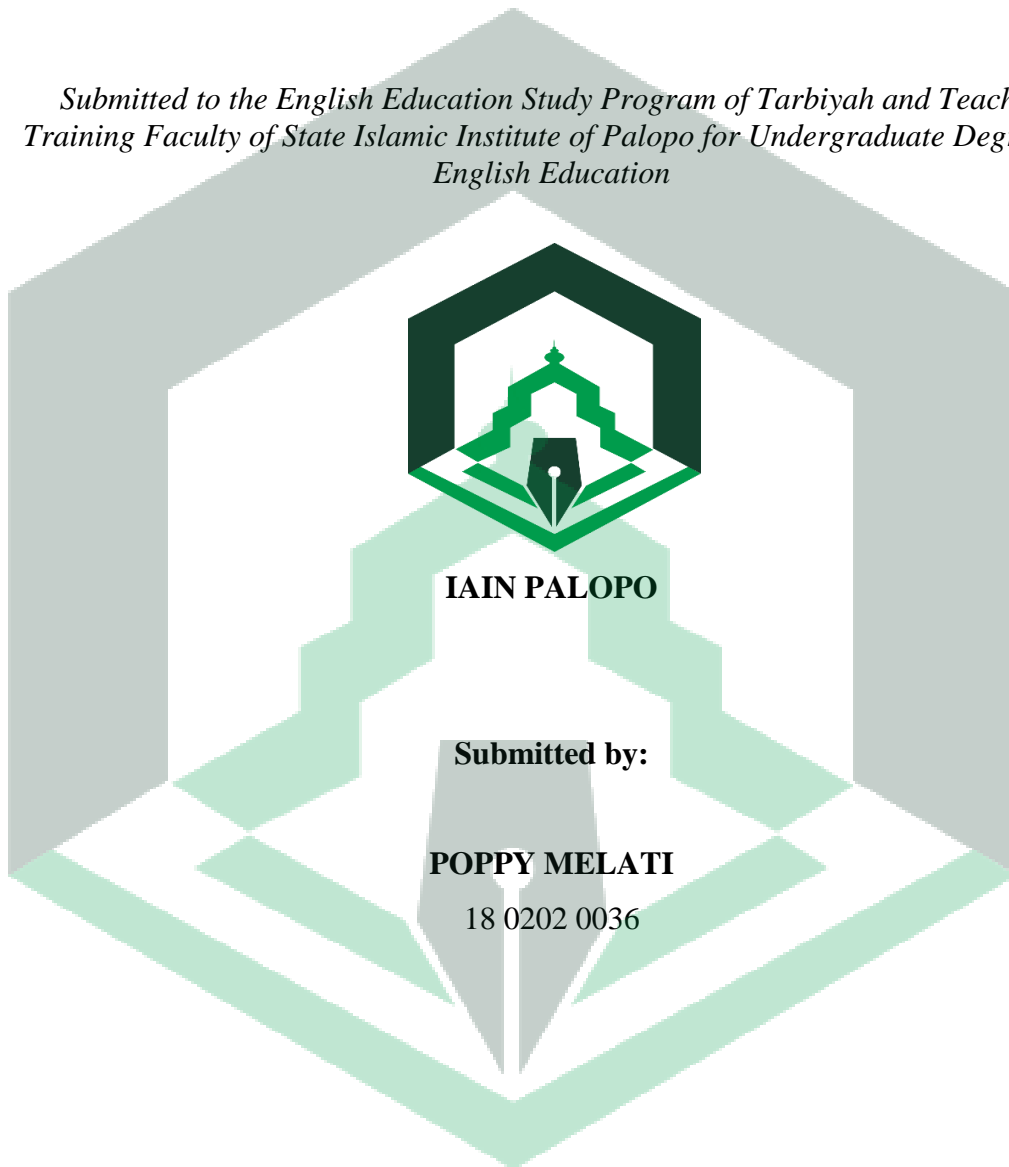 Submitted to the English Education Study Program of Tarbiyah and Teach
Training Faculty of State Islamic Institute of Palopo for Undergraduate Deg
English Education
IAIN PALOPO
Submitted by:
POPPY MELATI
18 0202 0036